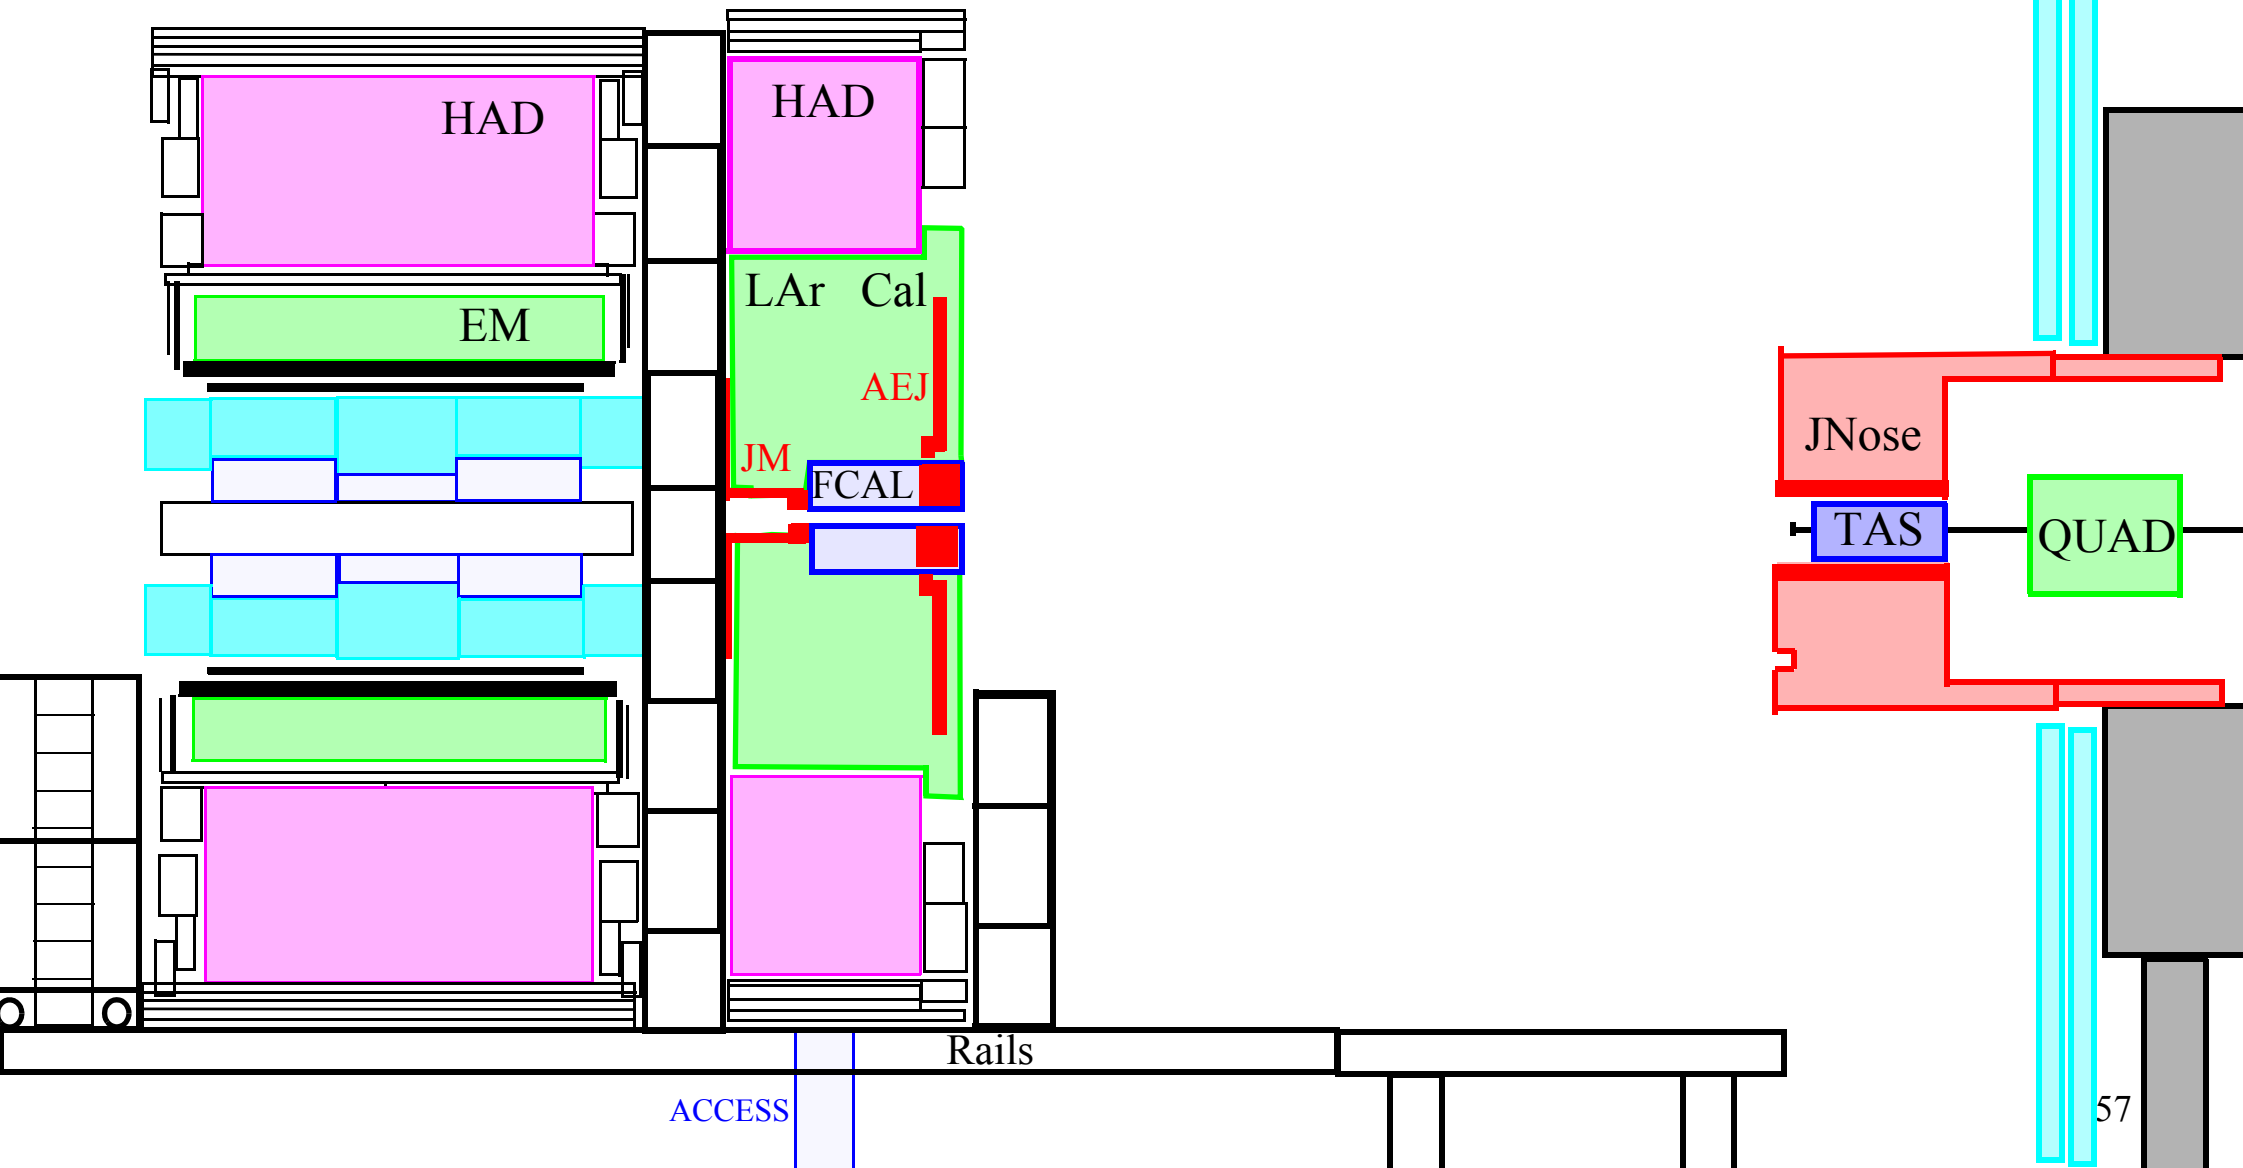 HAD
HAD
LAr Cal
EM
AEJ
JM
FCAL
JNose
TAS
QUAD
Rails
ACCESS
57